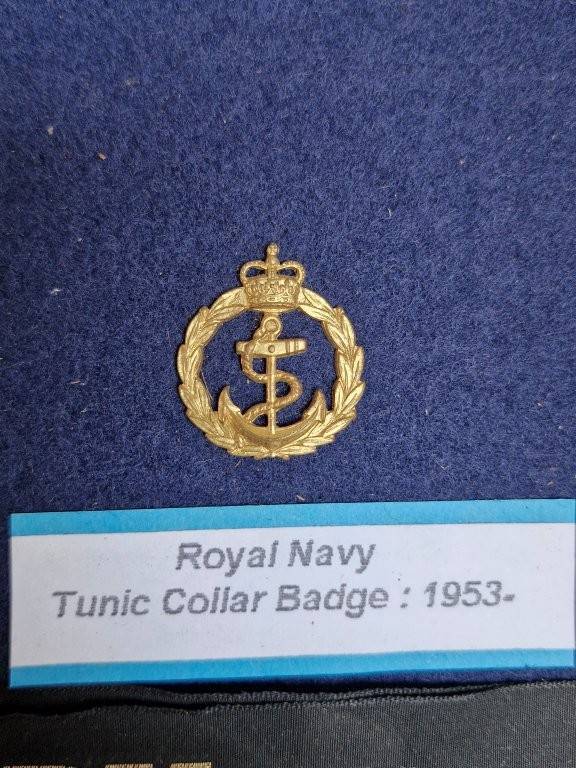 Royal Navy
Tunic Collar Badge : 1953-